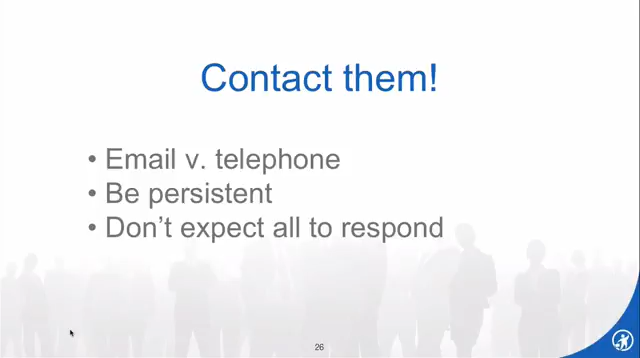 Contact them!
• Email v. telephone
• Be persistent
• Don’t expect all to respond
26